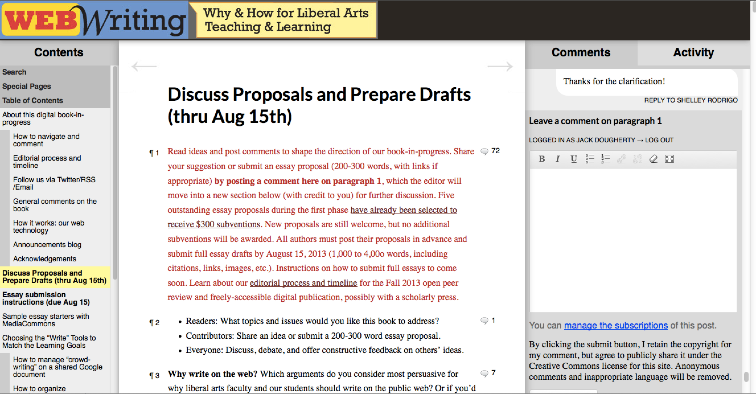 WEB Writing
Why & How for Liberal Arts
Teaching & Learning
Contents
Search
Special Pages
Table of Contents
About this digital book-in-
progress
How to navigate and
comment
Editorial process and
timeline
Follow us via Twitter/RSS
/Email
General comments on the
book
How it works: our web
technology
Announcements blog
Acknowledgements
Discuss Proposals and
Prepare Drafts (thru Aug 15th)
Essay submission
instructions (due Aug 15)
Sample essay starters with
MediaCommons
Choosing the "Write" Tools to
Match the Learning Goals
How to manage "crowd-
writing" on a shared Google
document
How to organize
Discuss Proposals and Prepare Drafts
(thru Aug 15th)
¶ 1 Read ideas and post comments to shape the direction of our book-in-progress. Share 72
your suggestion or submit an essay proposal (200-300 words, with links if
appropriate) by posting a comment here on paragraph 1, which the editor will
move into a new section below (with credit to you) for further discussion. Five
outstanding essay proposals during the first phase have already been selected to
receive $300 subventions. New proposals are still welcome, but no additional
subventions will be awarded. All authors must post their proposals in advance and
submit full essay drafts by August 15, 2013 (1,000 to 4,00o words, including
citations, links, images, etc.). Instructions on how to submit full essays to come
soon. Learn about our editorial process and timeline for the Fall 2013 open peer
review and freely-accessible digital publication, possibly with a scholarly press.
¶ 2 • Readers: What topics and issues would you like this book to address? 1
• Contributors: Share an idea or submit a 200-300 word essay proposal.
• Everyone: Discuss, debate, and offer constructive feedback on others' ideas.
¶ 3 Why write on the web? Which arguments do you consider most persuasive for 7
why liberal arts faculty and our students should write on the public web? Or if you'd
Comments Activity
Thanks for the clarification!
REPLY TO SHELLEY RODRIGO
Leave a comment on paragraph 1
LOGGED IN AS JACK DOUGHERTY → LOG OUT
B I U
You can manage the subscriptions of this post.
By clicking the submit button, I retain the copyright for
my comment, but agree to publicly share it under the
Creative Commons license for this site. Anonymous
comments and inappropriate language will be removed.